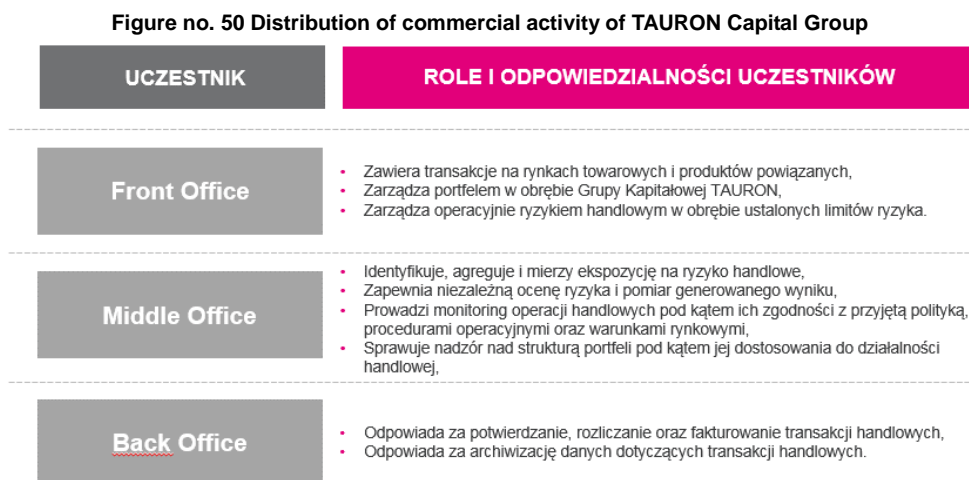 Figure no. 50 Distribution of commercial activity of TAURON Capital Group
UCZESTNIK
ROLE I ODPOWIEDZIALNOŚCI UCZESTNIKÓW
Front Office
• Zawiera transakcje na rynkach towarowych i produktów powiązanych,
• Zarządza portfelem w obrębie Grupy Kapitałowej TAURON,
• Zarządza operacyjnie ryzykiem handlowym w obrębie ustalonych limitów ryzyka.
Middle Office
• Identyfikuje, agreguje i mierzy ekspozycję na ryzyko handlowe,
• Zapewnia niezależną ocenę ryzyka i pomiar generowanego wyniku,
• Prowadzi monitoring operacji handlowych pod kątem ich zgodności z przyjętą polityką,
procedurami operacyjnymi oraz warunkami rynkowymi,
• Sprawuje nadzór nad strukturą portfeli pod kątem jej dostosowania do działalności
handlowej,
Back Office
• Odpowiada za potwierdzanie, rozliczanie oraz fakturowanie transakcji handlowych,
• Odpowiada za archiwizację danych dotyczących transakcji handlowych.